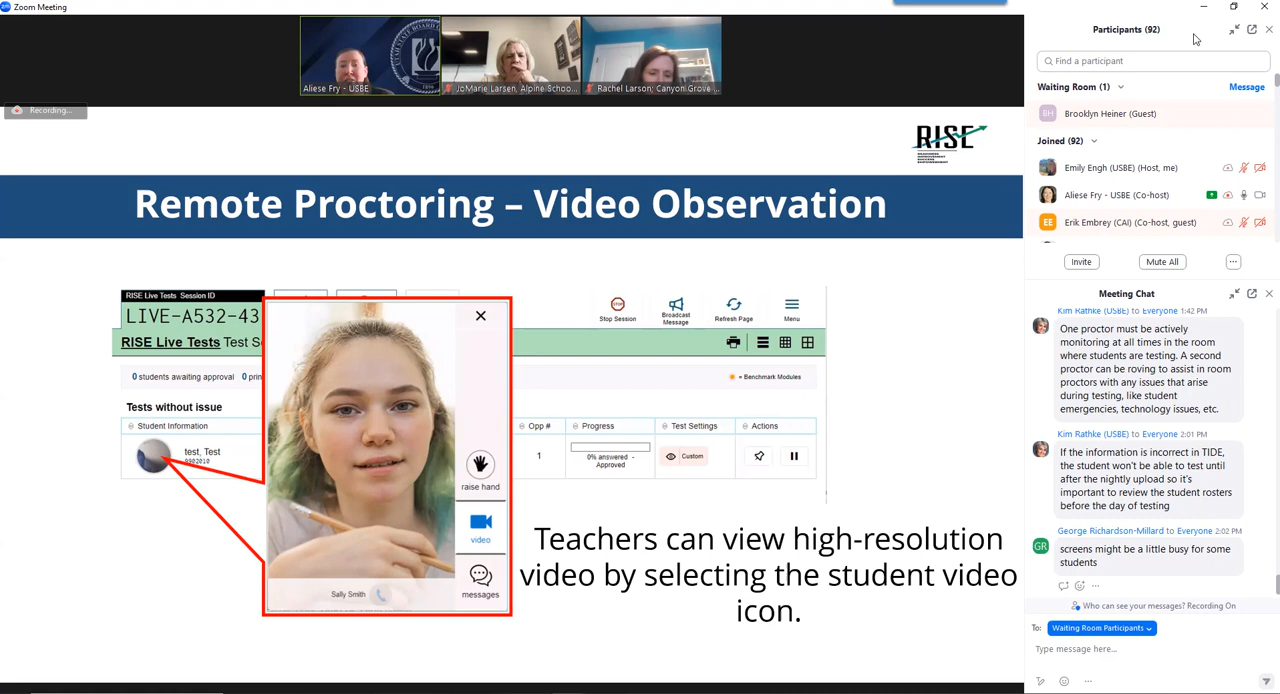 Zoom Meeting
Aliese Fry - USBE
JoMarie Larsen, Alpine Schoo...
Rachel Larson; Canyon Grove ...
Recording...
RISE
Remote Proctoring – Video Observation
RISE Live Tests Session ID
LIVE-A532-43
Stop Session
Broadcast Message
Refresh Page
Menu
RISE Live Tests Test Se
0 students awaiting approval 0 prin
= Benchmark Modules
Tests without issue
Student Information
Opp #
Progress
Test Settings
Actions
test, Test
9902010
1
0% answered - Approved
Custom
raise hand
video
messages
Sally Smith
Teachers can view high-resolution
video by selecting the student video
icon.
Participants (92)
Find a participant
Waiting Room (1)
Message
BH
Brooklyn Heiner (Guest)
Joined (92)
Emily Engh (USBE) (Host, me)
Aliese Fry - USBE (Co-host)
EE
Erik Embrey (CAI) (Co-host, guest)
Invite
Mute All
Meeting Chat
Kim Rathke (USBE) to Everyone 1:42 PM
One proctor must be actively
monitoring at all times in the room
where students are testing. A second
proctor can be roving to assist in room
proctors with any issues that arise
during testing, like student
emergencies, technology issues, etc.
Kim Rathke (USBE) to Everyone 2:01 PM
If the information is incorrect in TIDE,
the student won't be able to test until
after the nightly upload so it's
important to review the student rosters
before the day of testing
George Richardson-Millard to Everyone 2:02 PM
GR
screens might be a little busy for some
students
Who can see your messages? Recording On
To: Waiting Room Participants
Type message here...